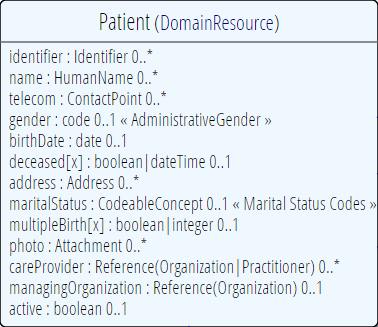 Patient (DomainResource)
identifier : Identifier 0..*
name : HumanName 0..*
telecom : ContactPoint 0..*
gender : code 0..1 « AdministrativeGender »
birthDate : date 0..1
deceased[x] : boolean|dateTime 0..1
address : Address 0..*
maritalStatus : CodeableConcept 0..1 « Marital Status Codes »
multipleBirth[x] : boolean|integer 0..1
photo : Attachment 0..*
careProvider : Reference(Organization|Practitioner) 0..*
managingOrganization : Reference(Organization) 0..1
active : boolean 0..1